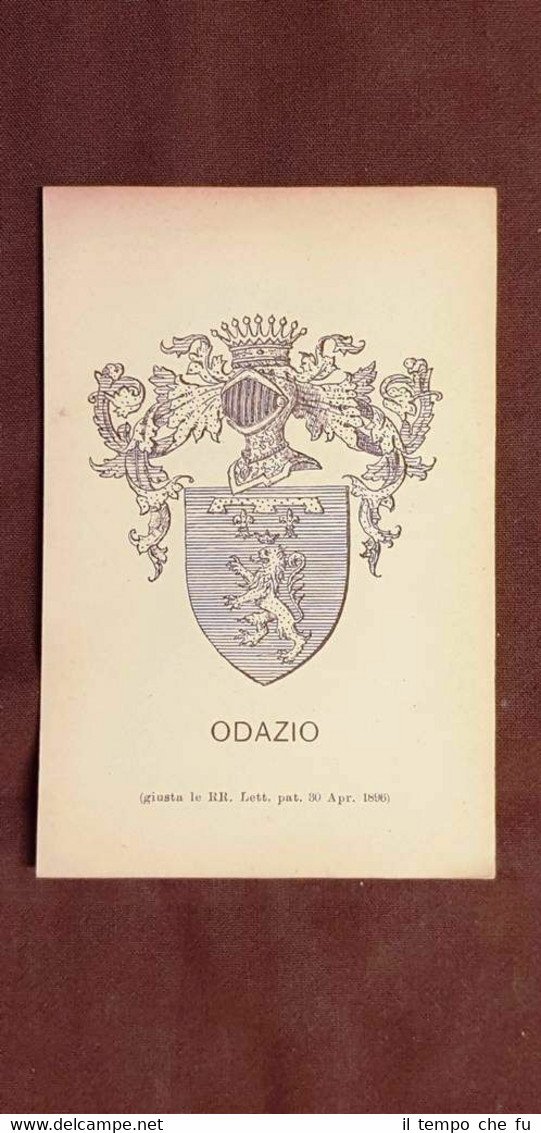 ODAZIO
(giusta le RR. Lett. pat. 30 Apr. 1896)
www.delcampe.net
il tempo che fu